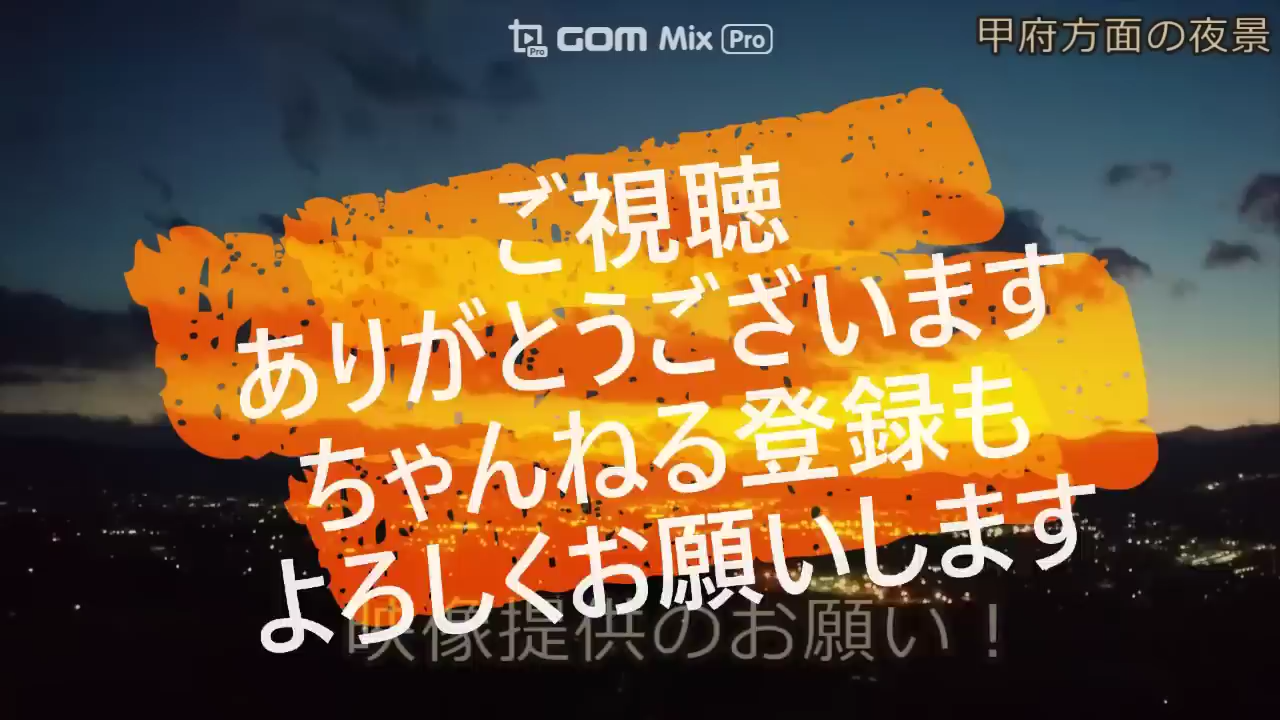 GOM Mix Pro
甲府方面の夜景
ご視聴
ありがとうございます
ちゃんねる登録も
よろしくお願いします
映像提供のお願い！